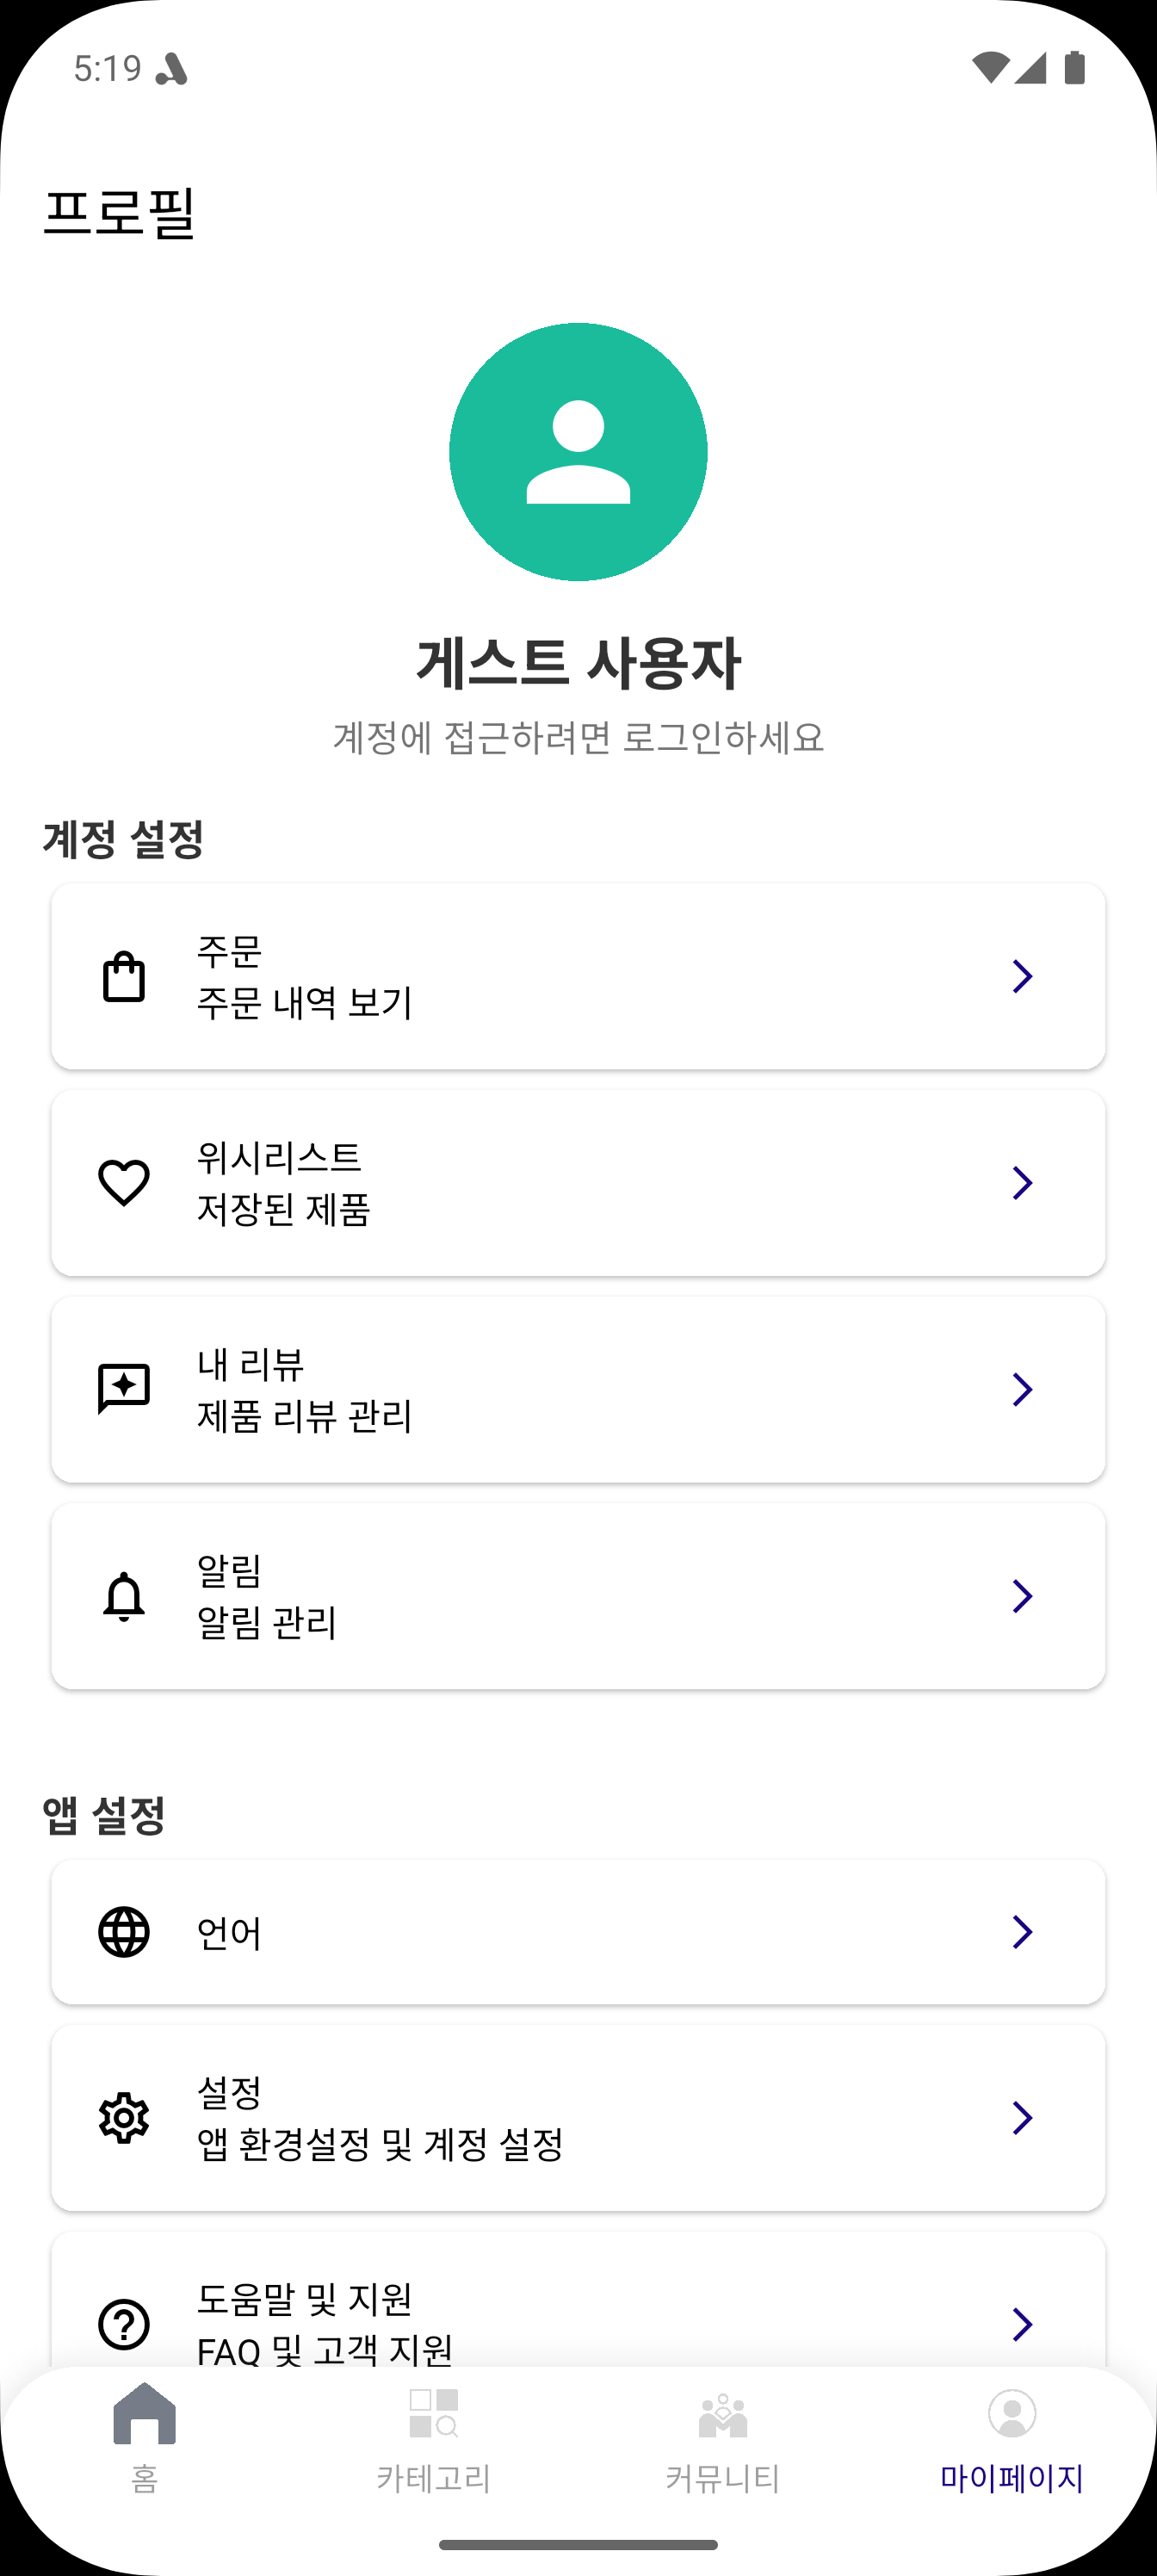 5:19
프로필
게스트 사용자
계정에 접근하려면 로그인하세요
계정 설정
주문
주문 내역 보기
위시리스트
저장된 제품
내 리뷰
제품 리뷰 관리
알림
알림 관리
앱 설정
언어
설정
앱 환경설정 및 계정 설정
도움말 및 지원
FAQ 및 고객 지원
홈
카테고리
커뮤니티
마이페이지